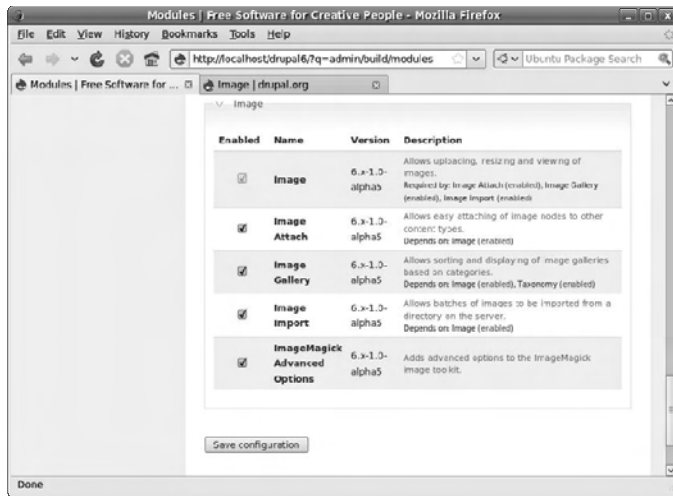 Modules | Free Software for Creative People - Mozilla Firefox
File Edit View History Bookmarks Tools Help
http://localhost/drupal6/?q=admin/build/modules
Ubuntu Package Search
Modules | Free Software for ...
Image | drupal.org
Image
Enabled Name Version Description
Image
6.x-1.0-
alpha5
Allows uploading, resizing and viewing of
images.
Required by: Image Attach (enabled), Image Gallery
(enabled), Image Import (enabled)
Image
Attach
6.x-1.0-
alpha5
Allows easy attaching of image nodes to other
content types.
Depends on: Image (enabled)
Image
Gallery
6.x-1.0-
alpha5
Allows sorting and displaying of image galleries
based on categories.
Depends on: Image (enabled), Taxonomy (enabled)
Image
Import
6.x-1.0-
alpha5
Allows batches of images to be imported from a
directory on the server.
Depends on: Image (enabled)
ImageMagick
Advanced
Options
6.x-1.0-
alpha5
Adds advanced options to the ImageMagick
image toolkit.
Save configuration
Done